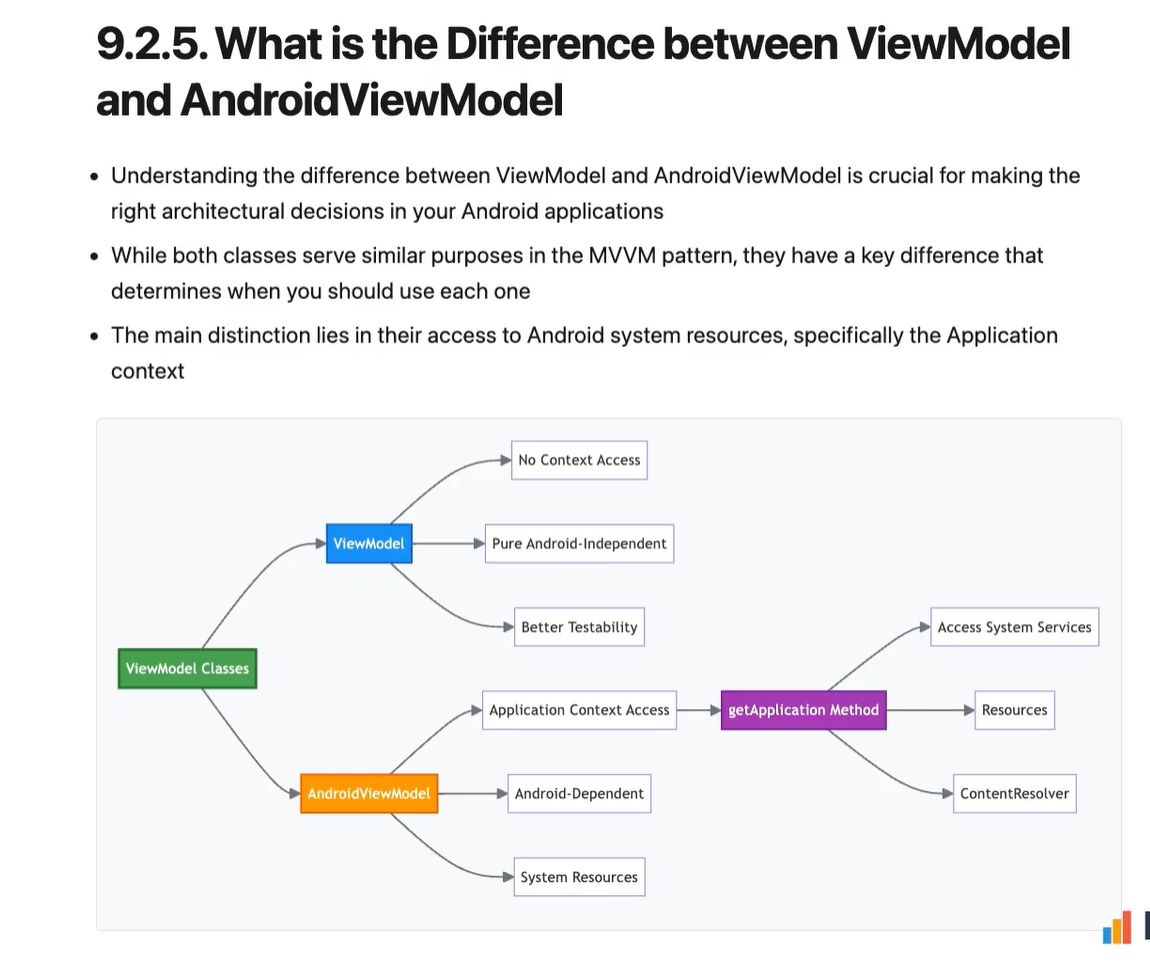 9.2.5. What is the Difference between ViewModel
and AndroidViewModel
• Understanding the difference between ViewModel and AndroidViewModel is crucial for making the
right architectural decisions in your Android applications
• While both classes serve similar purposes in the MVVM pattern, they have a key difference that
determines when you should use each one
• The main distinction lies in their access to Android system resources, specifically the Application
context
No Context Access
ViewModel
Pure Android-Independent
Better Testability
Access System Services
ViewModel Classes
Application Context Access
getApplication Method
Resources
AndroidViewModel
Android-Dependent
ContentResolver
System Resources